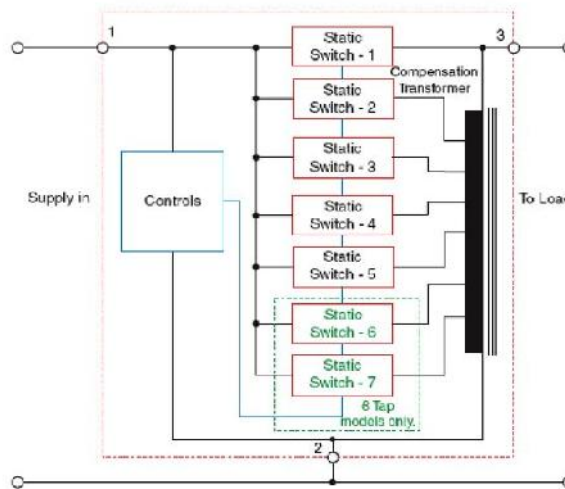 1
3
Static
Switch - 1
Compensation
Transformer
Static
Switch - 2
Static
Switch - 3
Supply in
Controls
Static
Switch - 4
To Load
Static
Switch - 5
Static
Switch - 6
Static
Switch - 7
6 Tap
models only.
2